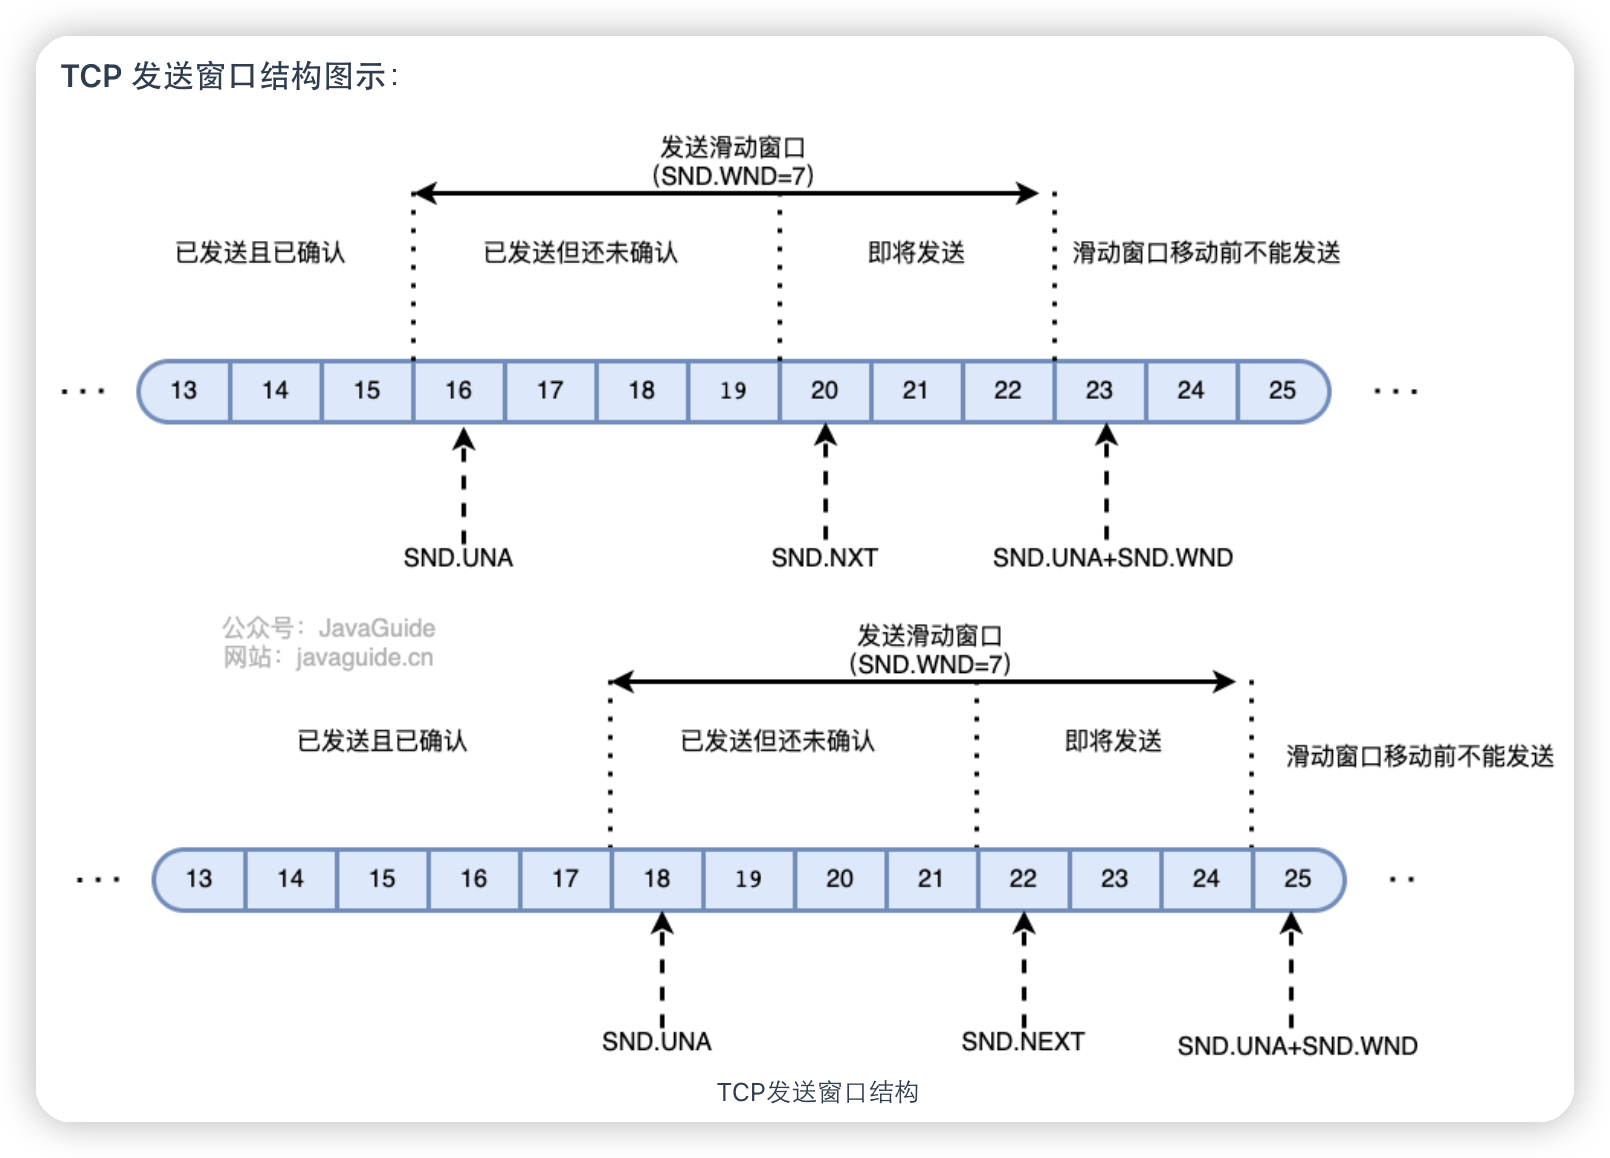 TCP 发送窗口结构图示：
发送滑动窗口
(SND.WND=7)
已发送且已确认 已发送但还未确认 即将发送 滑动窗口移动前不能发送
... 13 14 15 16 17 18 19 20 21 22 23 24 25 ...
SND.UNA SND.NXT SND.UNA+SND.WND
公众号：JavaGuide
网站：javaguide.cn
发送滑动窗口
(SND.WND=7)
已发送且已确认 已发送但还未确认 即将发送 滑动窗口移动前不能发送
... 13 14 15 16 17 18 19 20 21 22 23 24 25 ..
SND.UNA SND.NEXT SND.UNA+SND.WND
TCP发送窗口结构